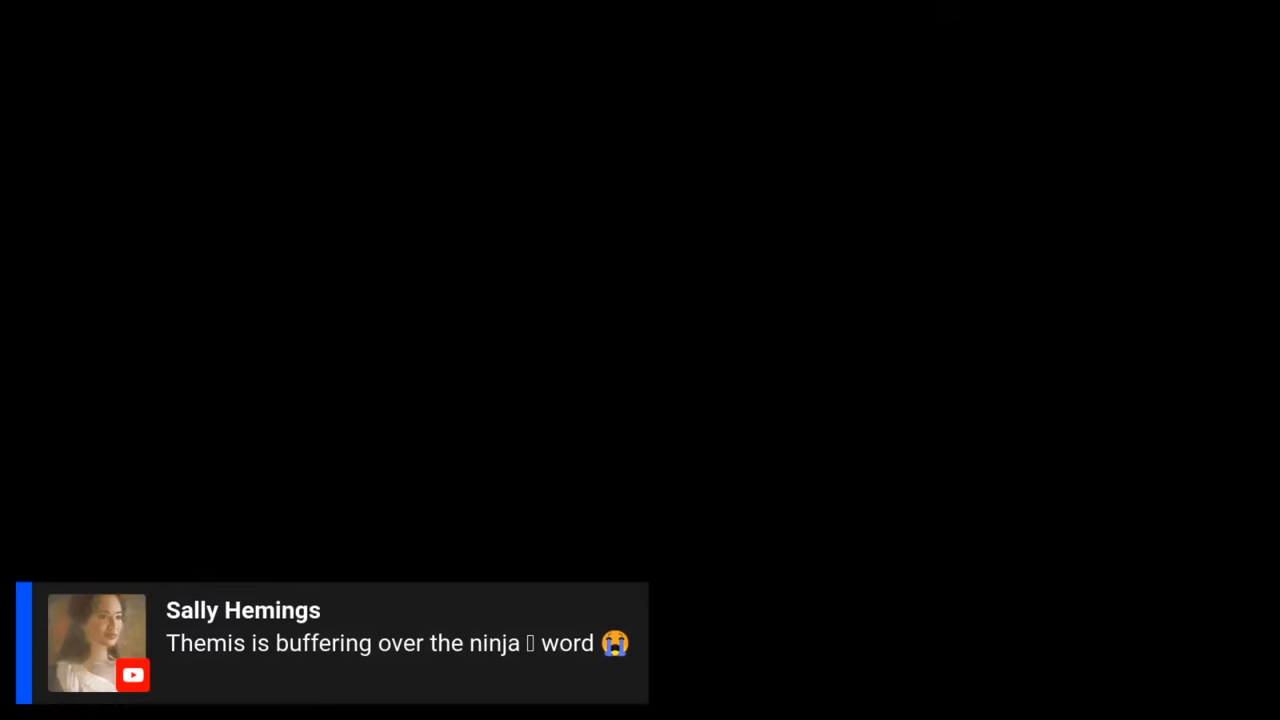 Sally Hemings
Themis is buffering over the ninja ▯ word 😭